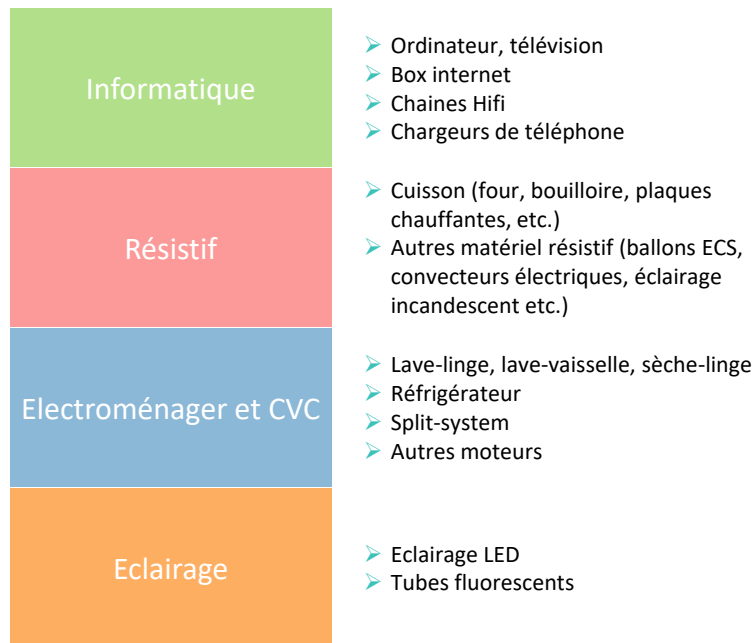 Informatique
Ordinateur, télévision
Box internet
Chaines Hifi
Chargeurs de téléphone
Résistif
Cuisson (four, bouilloire, plaques
chauffantes, etc.)
Autres matériel résistif (ballons ECS,
convecteurs électriques, éclairage
incandescent etc.)
Electroménager et CVC
Lave-linge, lave-vaisselle, sèche-linge
Réfrigérateur
Split-system
Autres moteurs
Eclairage
Eclairage LED
Tubes fluorescents